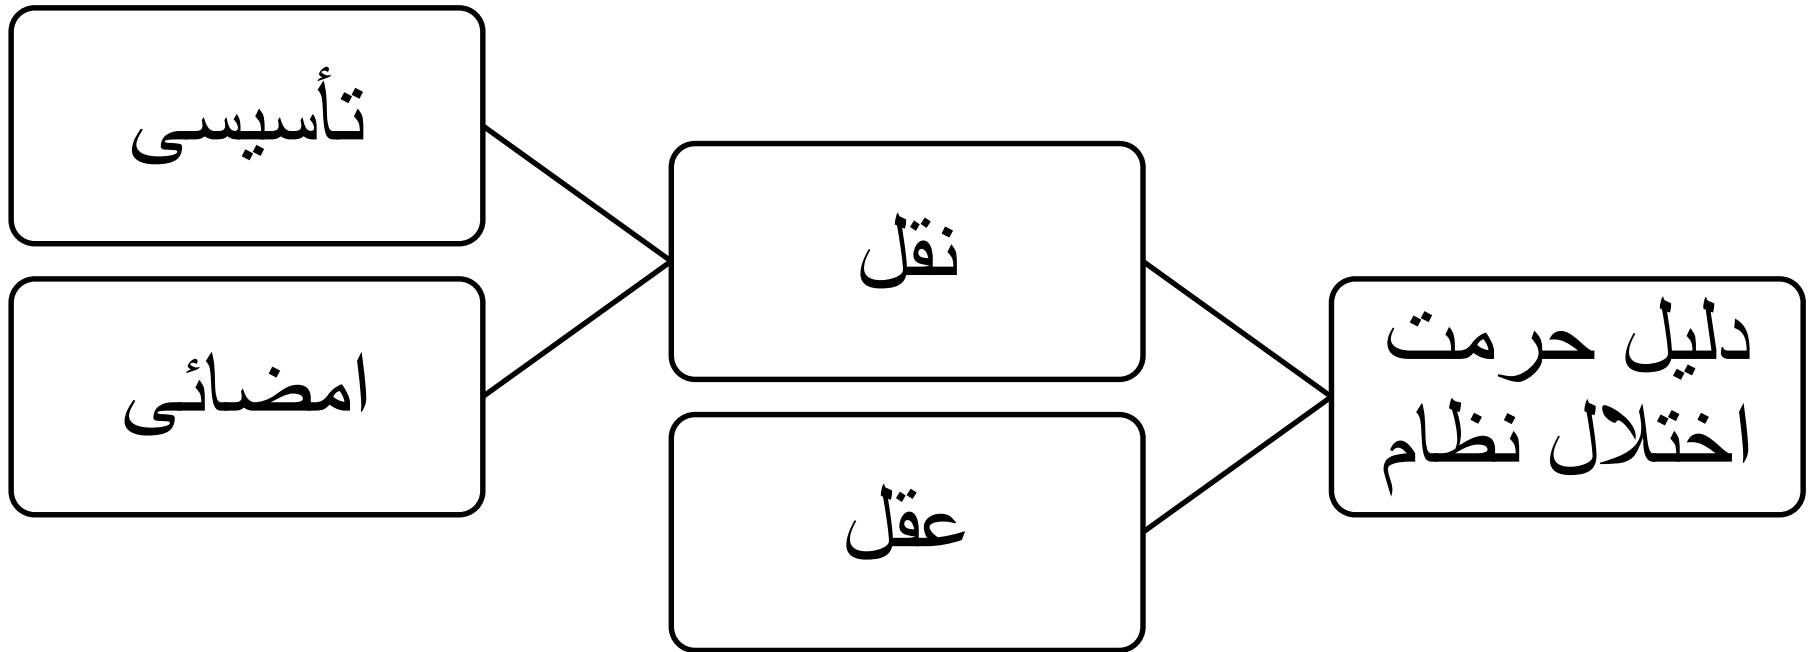 دلیل حرمت
اختلال نظام
نقل
عقل
تأسیسی
امضائی